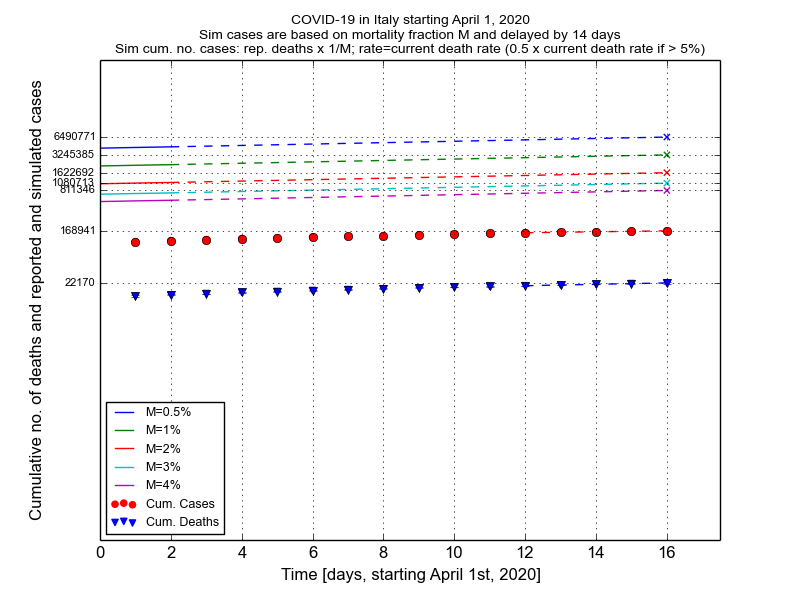 COVID-19 in Italy starting April 1, 2020
Sim cases are based on mortality fraction M and delayed by 14 days
Sim cum. no. cases: rep. deaths x 1/M; rate=current death rate (0.5 x current death rate if > 5%)
Cumulative no. of deaths and reported and simulated cases
6490771
3245385
1622692
1080713
811346
168941
22170
M=0.5%
M=1%
M=2%
M=3%
M=4%
Cum. Cases
Cum. Deaths
0 2 4 6 8 10 12 14 16
Time [days, starting April 1st, 2020]